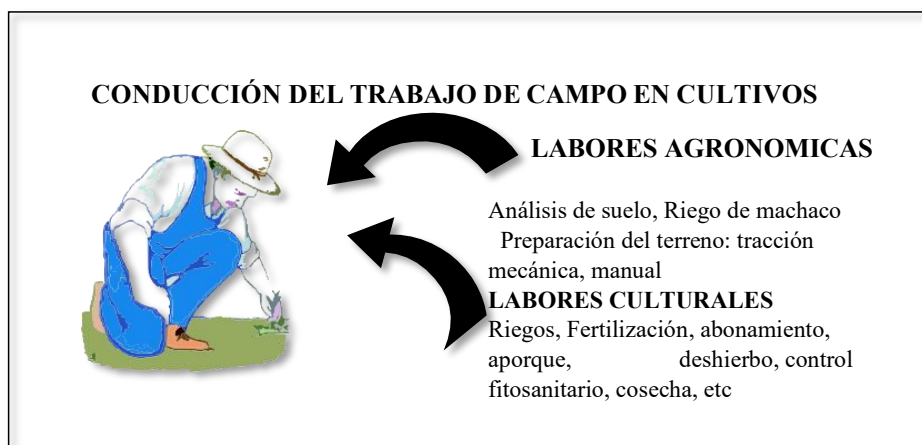 CONDUCCIÓN DEL TRABAJO DE CAMPO EN CULTIVOS
LABORES AGRONOMICAS
Análisis de suelo, Riego de machaco
Preparación del terreno: tracción
mecánica, manual
LABORES CULTURALES
Riegos, Fertilización, abonamiento,
aporque, deshierbo, control
fitosanitario, cosecha, etc